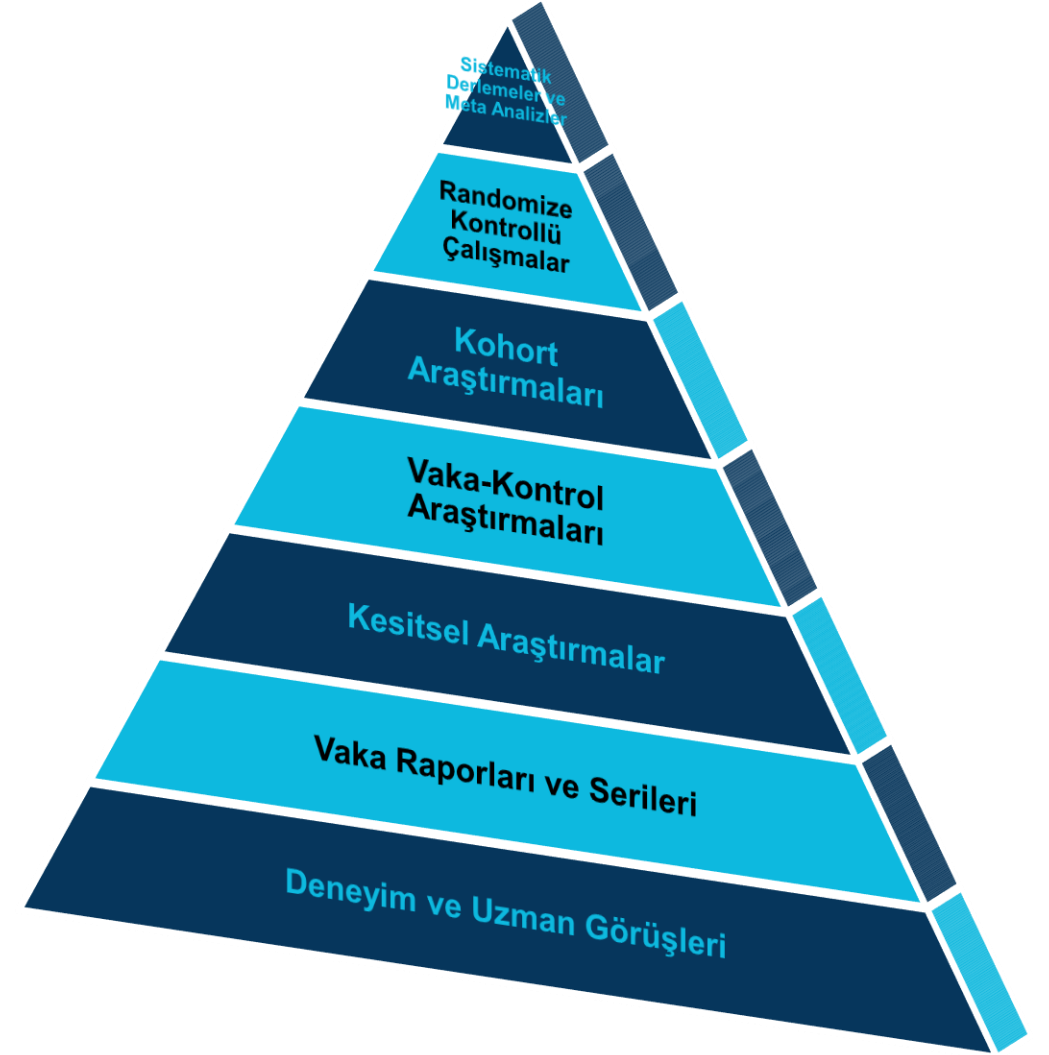 Sistematik
Derlemeler ve
Meta Analizler
Randomize
Kontrollü
Çalışmalar
Kohort
Araştırmaları
Vaka-Kontrol
Araştırmaları
Kesitsel Araştırmalar
Vaka Raporları ve Serileri
Deneyim ve Uzman Görüşleri